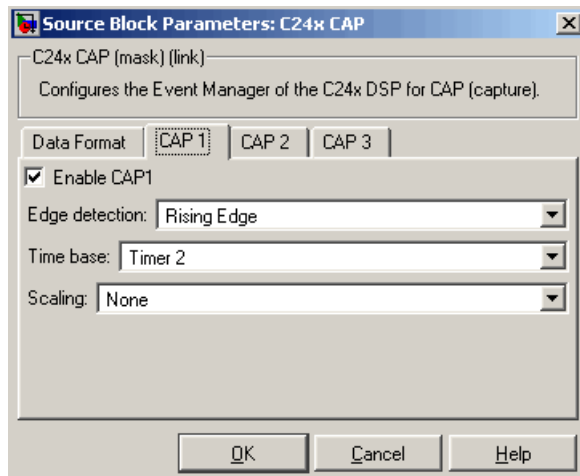 Source Block Parameters: C24x CAP
C24x CAP (mask) (link)
Configures the Event Manager of the C24x DSP for CAP (capture).
Data Format CAP 1 CAP 2 CAP 3
Enable CAP1
Edge detection: Rising Edge
Time base: Timer 2
Scaling: None
OK Cancel Help